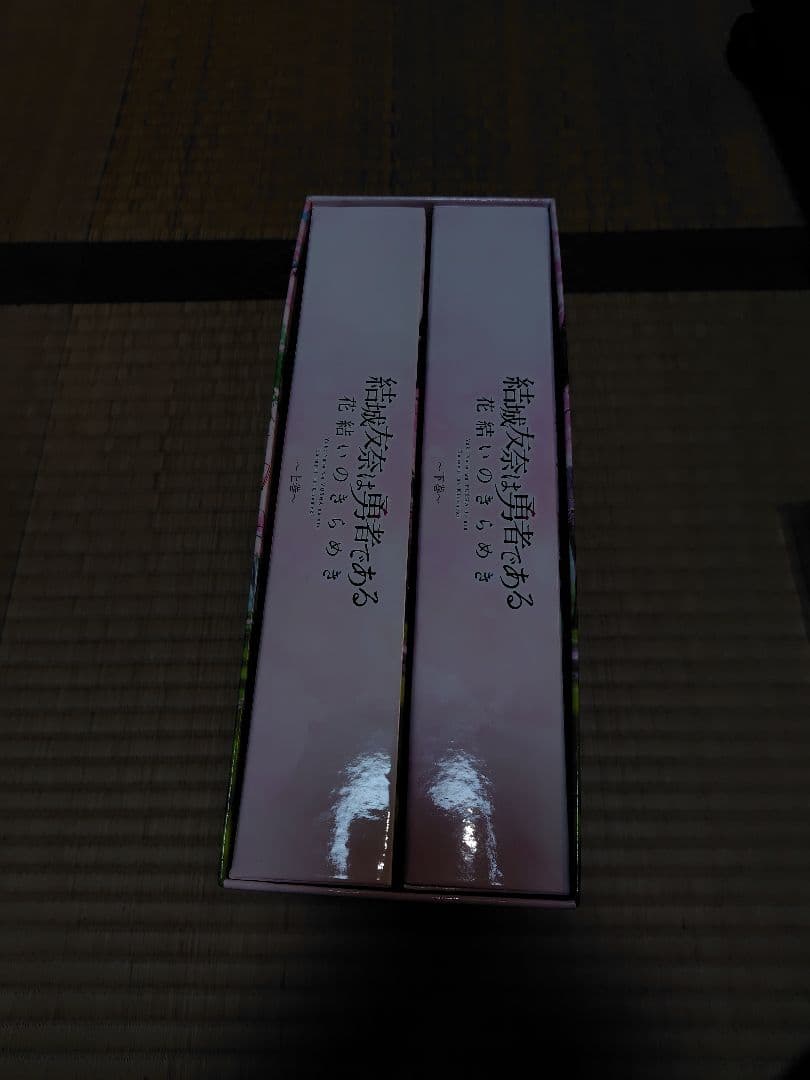 結城友奈は勇者である
花結いのきらめき
～上巻～
結城友奈は勇者である
花結いのきらめき
～下巻～